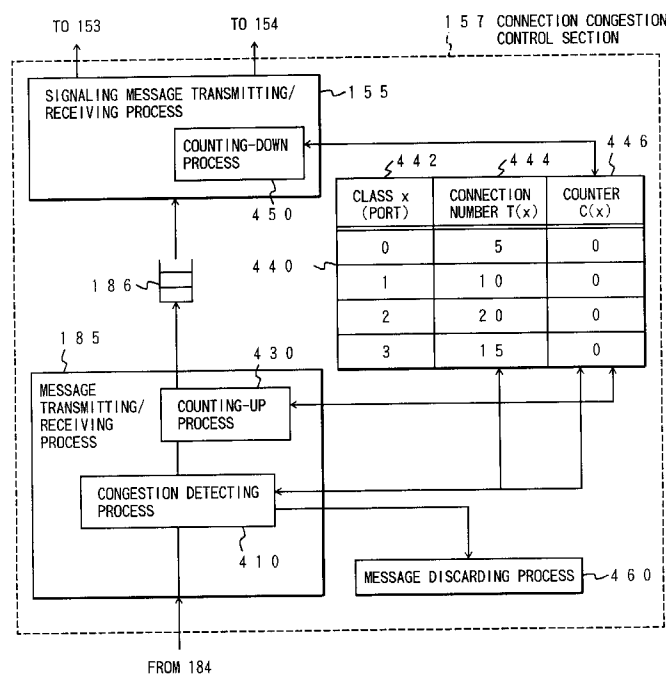 TO 153 TO 154
157 CONNECTION CONGESTION
CONTROL SECTION
SIGNALING MESSAGE TRANSMITTING/
RECEIVING PROCESS
155
COUNTING-DOWN
PROCESS
450
442 444 446
CLASS x
(PORT)
CONNECTION
NUMBER T(x)
COUNTER
C(x)
0 5 0
1 10 0
2 20 0
3 15 0
440
186
185
MESSAGE
TRANSMITTING/
RECEIVING
PROCESS
430
COUNTING-UP
PROCESS
CONGESTION DETECTING
PROCESS
410
MESSAGE DISCARDING PROCESS
460
FROM 184